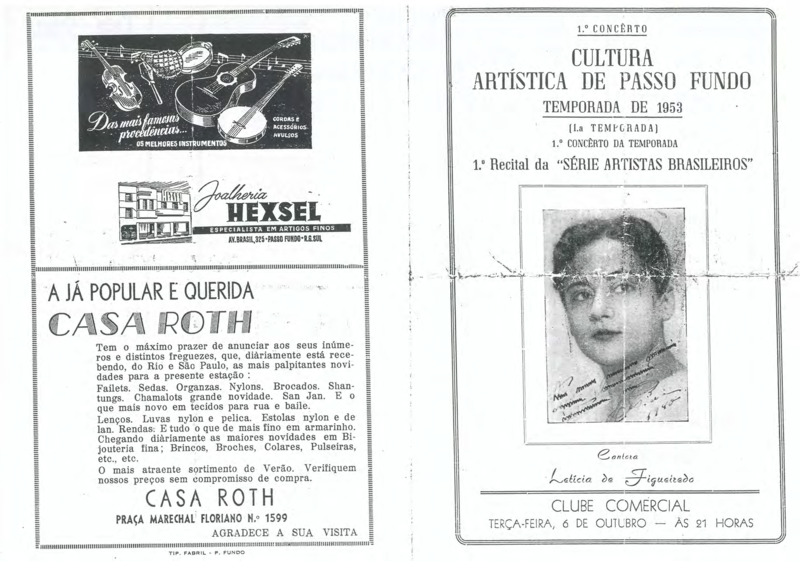 Das mais famosas
procedências...
OS MELHORES INSTRUMENTOS
CORDAS E
ACESSÓRIOS
AVULSOS
Joalheria
HEXSEL
ESPECIALISTA EM ARTIGOS FINOS
AV. BRASIL, 325 - PASSO FUNDO - R.G. SUL
A JÁ POPULAR E QUERIDA
CASA ROTH
Tem o máximo prazer de anunciar aos seus inúme-
ros e distintos freguezes, que, diàriamente está rece-
bendo, do Rio e São Paulo, as mais palpitantes novi-
dades para a presente estação :
Failets. Sedas. Organzas. Nylons. Brocados. Shan-
tungs. Chamalots grande novidade. San Jan. E o
que mais novo em tecidos para rua e baile.
Lenços. Luvas nylon e pelica. Estolas nylon e de
lan. Rendas: E tudo o que de mais fino em armarinho.
Chegando diàriamente as maiores novidades em Bi-
jouteria fina; Brincos, Broches, Colares, Pulseiras,
etc., etc.
O mais atraente sortimento de Verão. Verifiquem
nossos preços sem compromisso de compra.
CASA ROTH
PRAÇA MARECHAL FLORIANO N.º 1599
AGRADECE A SUA VISITA
TIP. FABRIL - P. FUNDO
1.º CONCÊRTO
CULTURA
ARTÍSTICA DE PASSO FUNDO
TEMPORADA DE 1953
[1.a TEMPORADA]
1.º CONCÊRTO DA TEMPORADA
1.º Recital da "SÉRIE ARTISTAS BRASILEIROS"
Cantora
Letícia de Figueiredo
CLUBE COMERCIAL
TERÇA-FEIRA, 6 DE OUTUBRO — ÀS 21 HORAS